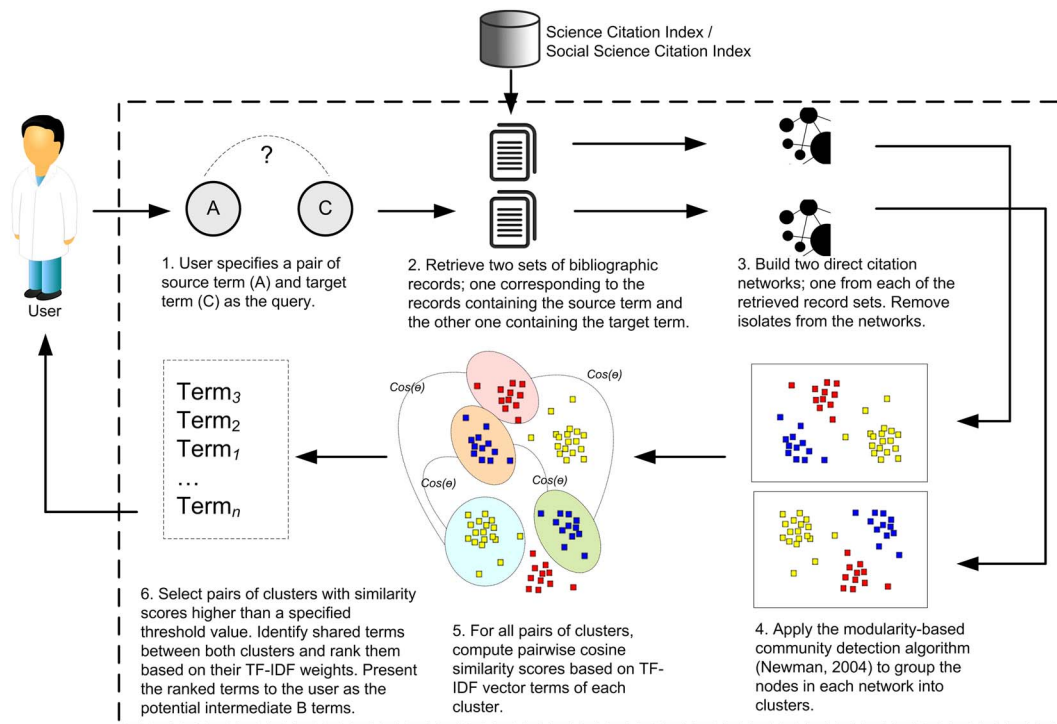 Science Citation Index /
Social Science Citation Index
?
A
C
User
1. User specifies a pair of
source term (A) and target
term (C) as the query.
2. Retrieve two sets of bibliographic
records; one corresponding to the
records containing the source term and
the other one containing the target term.
3. Build two direct citation
networks; one from each of the
retrieved record sets. Remove
isolates from the networks.
Term3
Term2
Term1
...
Termn
Cos(ɵ)
Cos(ɵ)
Cos(ɵ)
Cos(ɵ)
6. Select pairs of clusters with similarity
scores higher than a specified
threshold value. Identify shared terms
between both clusters and rank them
based on their TF-IDF weights. Present
the ranked terms to the user as the
potential intermediate B terms.
5. For all pairs of clusters,
compute pairwise cosine
similarity scores based on TF-
IDF vector terms of each
cluster.
4. Apply the modularity-based
community detection algorithm
(Newman, 2004) to group the
nodes in each network into
clusters.